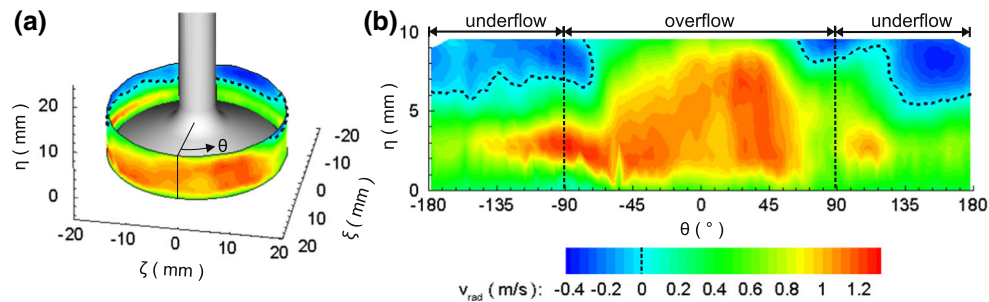 (a)
η ( mm )
20
10
0
θ
-20
-10
0
10
20
ξ ( mm )
-20
-10
0
10
20
ζ ( mm )
(b)
underflow
overflow
underflow
η ( mm )
10
5
0
-180
-135
-90
-45
0
45
90
135
180
θ ( ° )
v_rad (m/s):
-0.4
-0.2
0
0.2
0.4
0.6
0.8
1
1.2